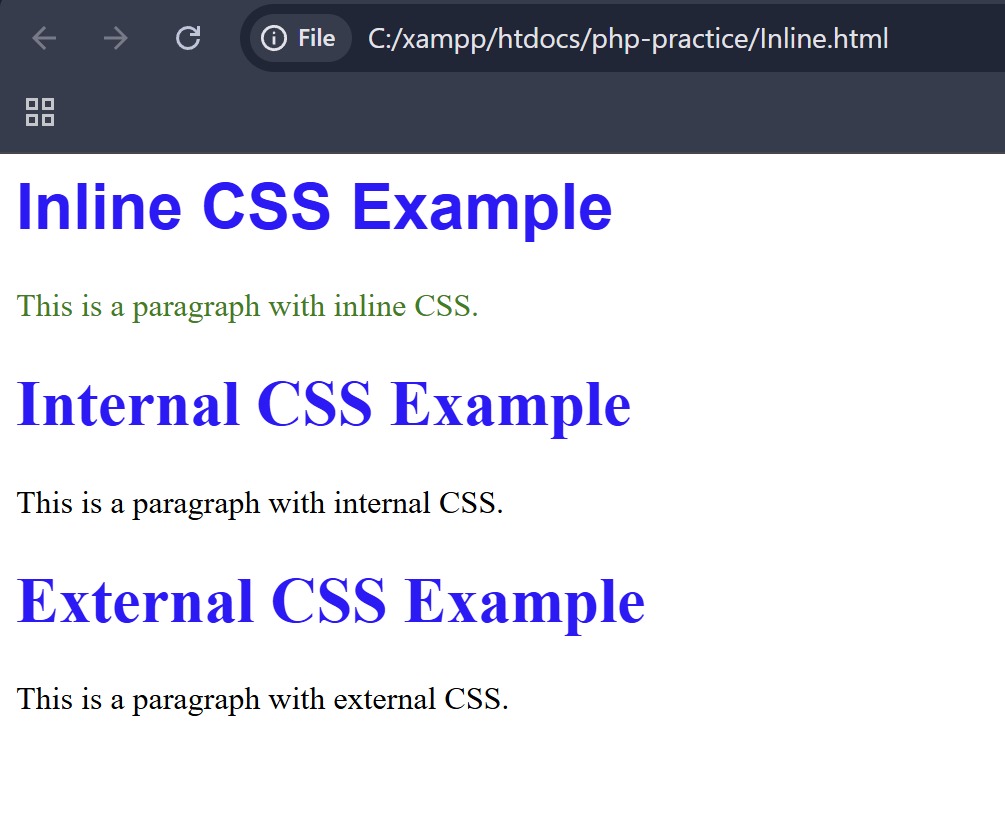 File C:/xampp/htdocs/php-practice/Inline.html
Inline CSS Example
This is a paragraph with inline CSS.
Internal CSS Example
This is a paragraph with internal CSS.
External CSS Example
This is a paragraph with external CSS.